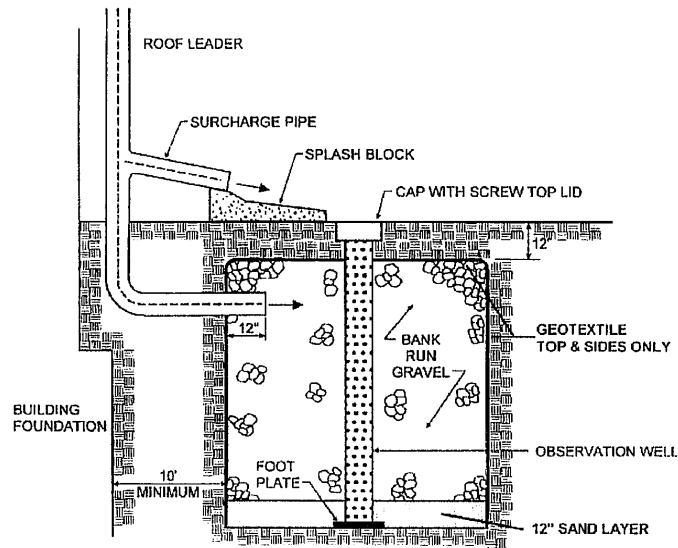 ROOF LEADER
SURCHARGE PIPE
SPLASH BLOCK
CAP WITH SCREW TOP LID
12"
12"
GEOTEXTILE
TOP & SIDES ONLY
BANK
RUN
GRAVEL
BUILDING
FOUNDATION
OBSERVATION WELL
FOOT
PLATE
10'
MINIMUM
12" SAND LAYER